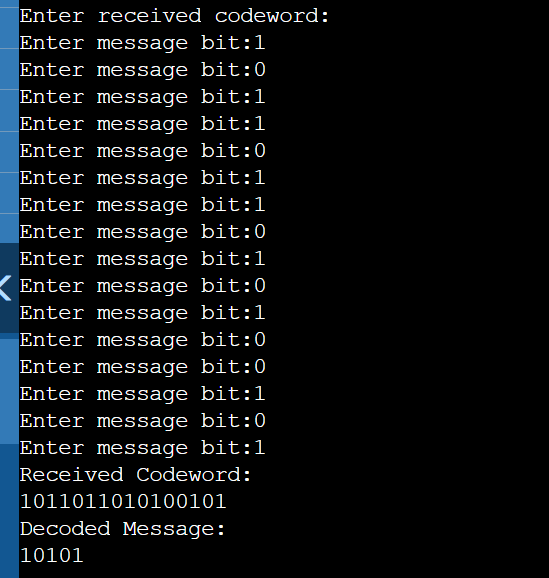 Enter received codeword:
Enter message bit:1
Enter message bit:0
Enter message bit:1
Enter message bit:1
Enter message bit:0
Enter message bit:1
Enter message bit:1
Enter message bit:0
Enter message bit:1
Enter message bit:0
Enter message bit:1
Enter message bit:0
Enter message bit:0
Enter message bit:1
Enter message bit:0
Enter message bit:1
Received Codeword:
1011011010100101
Decoded Message:
10101